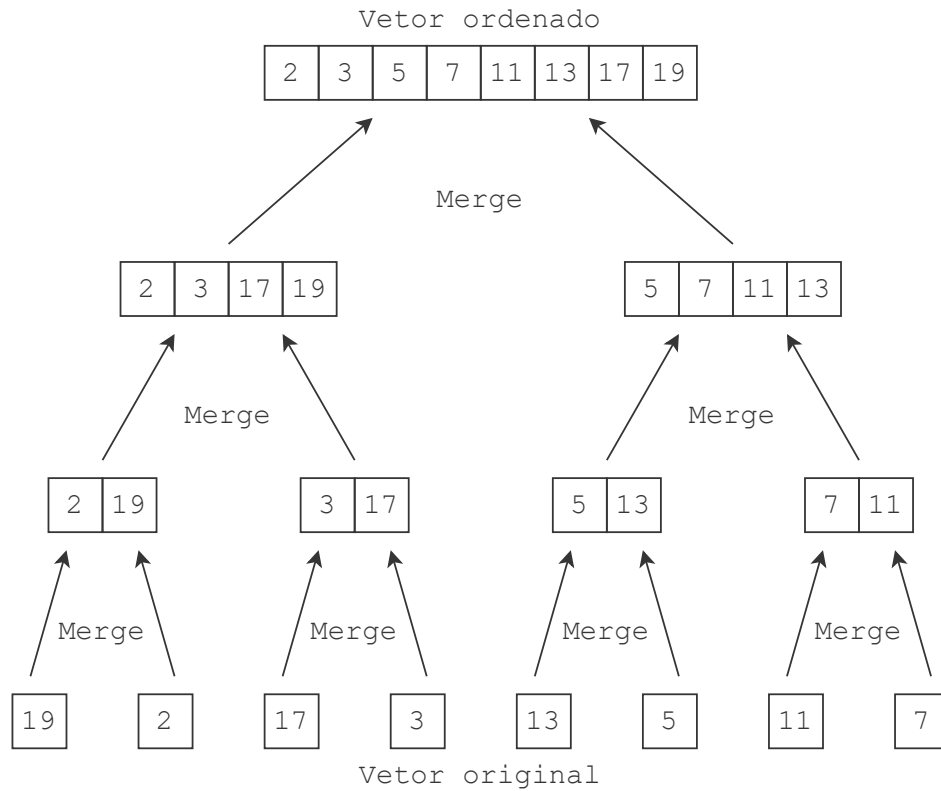 Vetor ordenado
2 3 5 7 11 13 17 19
Merge
2 3 17 19 5 7 11 13
Merge Merge
2 19 3 17 5 13 7 11
Merge Merge Merge Merge
19 2 17 3 13 5 11 7
Vetor original